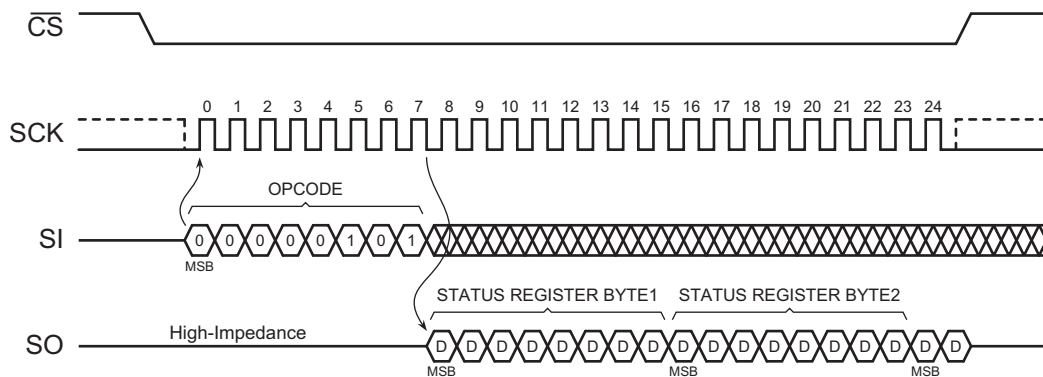 CS
0 1 2 3 4 5 6 7 8 9 10 11 12 13 14 15 16 17 18 19 20 21 22 23 24
SCK
OPCODE
SI 0 0 0 0 0 1 0 1
MSB
STATUS REGISTER BYTE1 STATUS REGISTER BYTE2
High-Impedance
SO D D D D D D D D D D D D D D D D D D
MSB MSB MSB